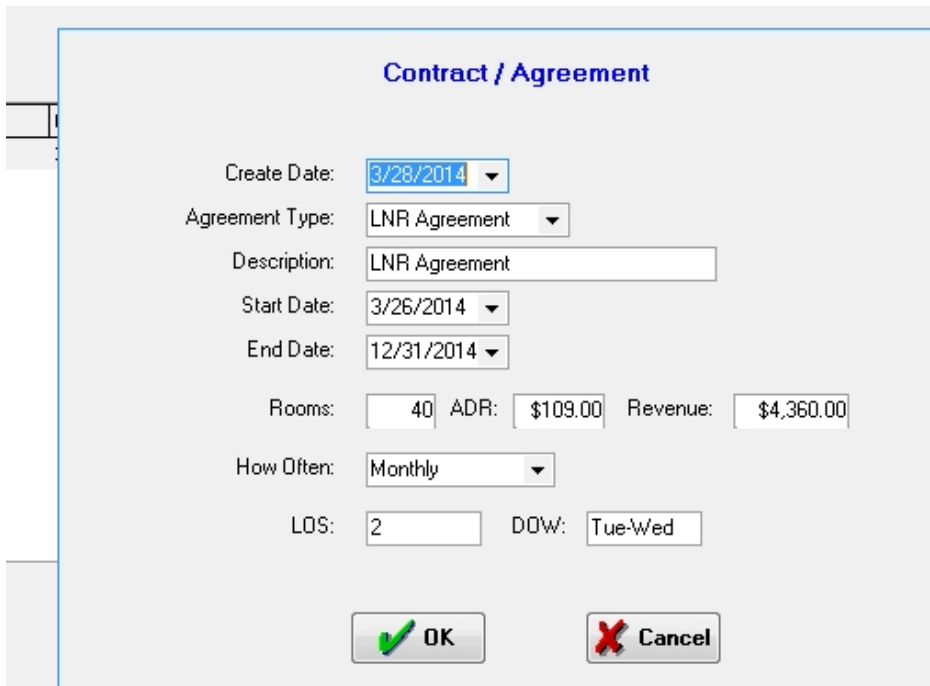 Contract / Agreement
Create Date: 3/28/2014
Agreement Type: LNR Agreement
Description: LNR Agreement
Start Date: 3/26/2014
End Date: 12/31/2014
Rooms: 40 ADR: $109.00 Revenue: $4,360.00
How Often: Monthly
LOS: 2 DOW: Tue-Wed
OK Cancel